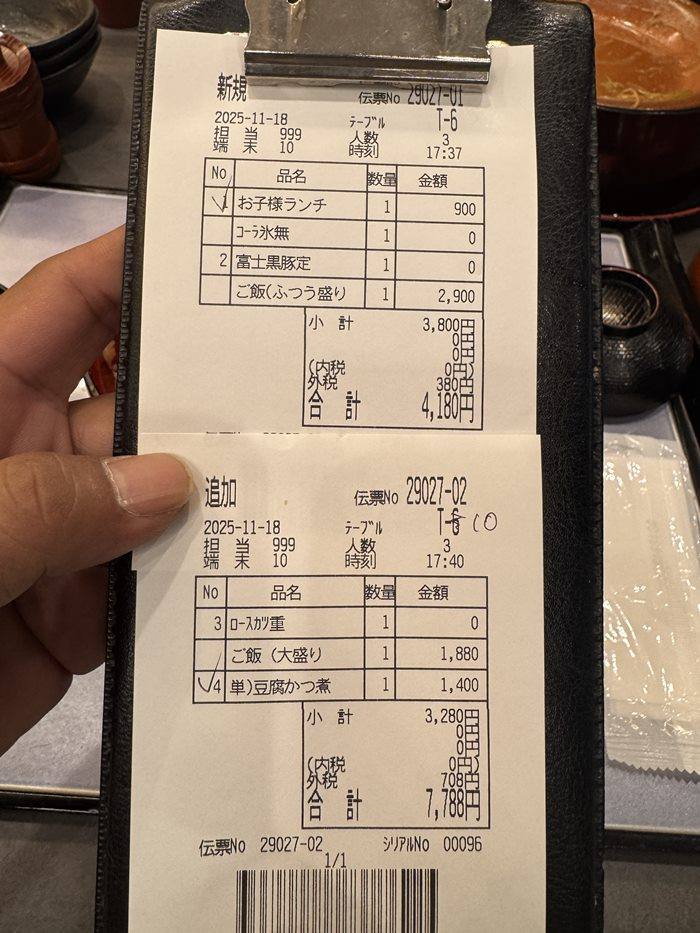 新規 伝票No 29027-01
2025-11-18 ﾃｰﾌﾞﾙ T-6
担 当 999 人数 3
端 末 10 時刻 17:37
No 品名 数量 金額
1 お子様ランチ 1 900
ｺｰﾗ氷無 1 0
2 富士黒豚定 1 0
ご飯(ふつう盛り 1 2,900
小 計 3,800円
0円
0円
(内税 0円)
外税 380円
合 計 4,180円
追加 伝票No 29027-02
2025-11-18 ﾃｰﾌﾞﾙ T-6 10
担 当 999 人数 3
端 末 10 時刻 17:40
No 品名 数量 金額
3 ﾛｰｽｶﾂ重 1 0
ご飯（大盛り 1 1,880
4 単)豆腐かつ煮 1 1,400
小 計 3,280円
0円
0円
(内税 0円)
外税 708円
合 計 7,788円
伝票No 29027-02 ｼﾘｱﾙNo 00096
1/1